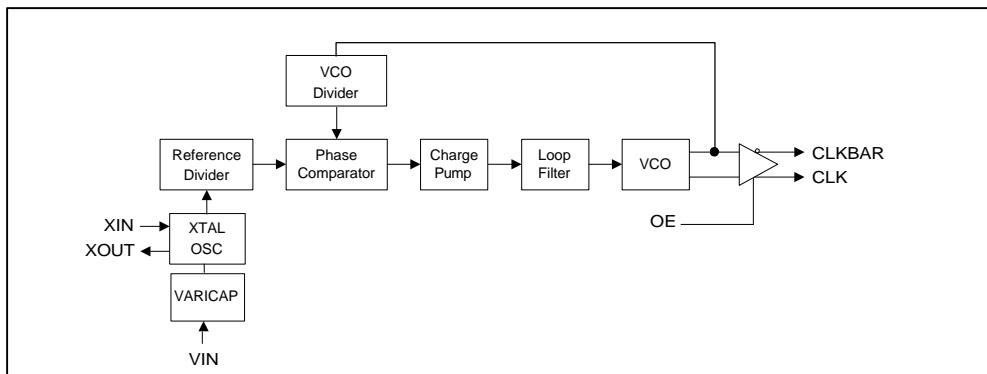 VCO
Divider
Reference
Divider
Phase
Comparator
Charge
Pump
Loop
Filter
VCO
CLKBAR
CLK
OE
XIN
XOUT
XTAL
OSC
VARICAP
VIN